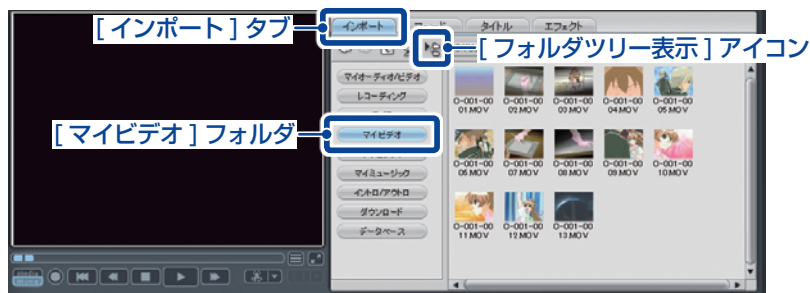 [ インポート ] タブ
インポート
タイトル
エフェクト
[ フォルダツリー表示 ] アイコン
マイオーディオ/ビデオ
レコーディング
[ マイビデオ ] フォルダ
マイビデオ
マイミュージック
イントロ/アウトロ
ダウンロード
データベース
0-001-00 01.MOV
0-001-00 02.MOV
0-001-00 03.MOV
0-001-00 04.MOV
0-001-00 05.MOV
0-001-00 06.MOV
0-001-00 07.MOV
0-001-00 08.MOV
0-001-00 09.MOV
0-001-00 10.MOV
0-001-00 11.MOV
0-001-00 12.MOV
0-001-00 13.MOV